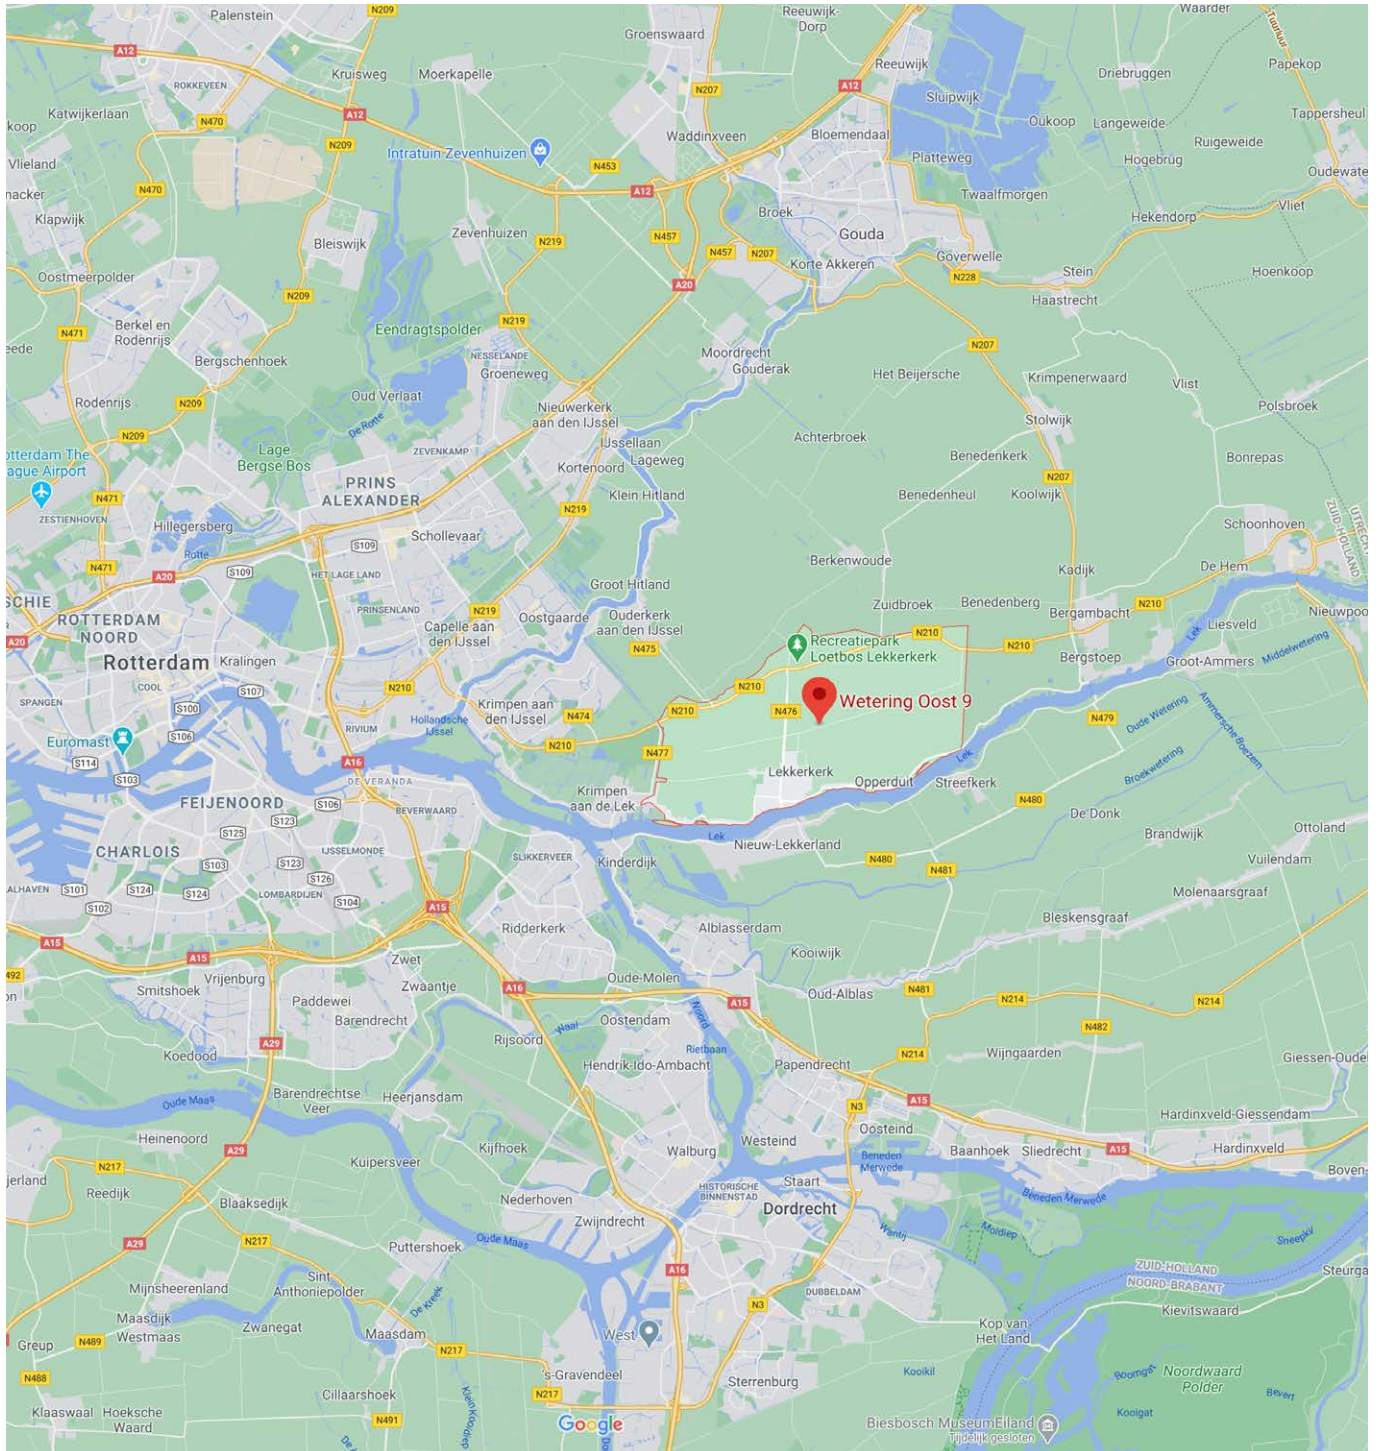 Palenstein
N209
Groenswaard
Reeuwijk-
Dorp
Waarder
Tuurluur
A12
ROKKEVEEN
Kruisweg
Moerkapelle
N207
A12
Reeuwijk
Driebruggen
Papekop
Sluipwijk
Katwijkerlaan
koop
N470
A12
N209
Intratuin Zevenhuizen
Waddinxveen
Bloemendaal
Oukoop
Langeweide
Tappersheul
Ruigeweide
Vlieland
nacker
N470
N453
A12
Platteweg
Hogebrug
Oudewate
Twaalfmorgen
Klapwijk
Bleiswijk
Zevenhuizen
N219
N457
Broek
Gouda
Hekendorp
Vliet
N457
N207
Korte Akkeren
Goverwelle
N228
Stein
Hoenkoop
Oostmeerpolder
N209
A20
Haastrecht
N471
Berkel en
Rodenrijs
Eendragtspolder
N219
N207
eede
Bergschenhoek
NESSELANDE
Groeneweg
Moordrecht
Gouderak
Het Beijersche
Krimpenerwaard
Vlist
Rodenrijs
N209
Oud Verlaat
De Rotte
Nieuwerkerk
aan den IJssel
Stolwijk
Polsbroek
N209
Lage
Bergse Bos
ZEVENKAMP
IJssellaan
Lageweg
Achterbroek
Benedenkerk
Bonrepas
otterdam The
ague Airport
PRINS
ALEXANDER
Kortenoord
Klein Hitland
Benedenheul
Koolwijk
N207
N471
N219
ZESTIENHOVEN
Hillegersberg
Rotte
S109
Schollevaar
Schoonhoven
UTRECH
ZUID-HOLLAND
N471
A20
S109
HET LAGE LAND
Groot Hitland
Berkenwoude
Kadijk
De Hem
SCHIE
ROTTERDAM
NOORD
PRINSENLAND
N219
Capelle aan
den IJssel
Oostgaarde
Ouderkerk
aan den IJssel
Zuidbroek
Benedenberg
Bergambacht
N210
Nieuwpoo
A20
Rotterdam
Kralingen
N475
Recreatiepark
Loetbos Lekkerkerk
N210
N210
Bergstoep
Lek
Liesveld
Groot-Ammers
Middelwetering
COOL
SPANGEN
S107
S100
N210
Krimpen aan
den IJssel
N474
N210
N210
N476
Wetering Oost 9
N479
Oude Wetering
Ammersche Boezem
Euromast
S106
RIVIUM
Hollandsche
IJssel
N210
N477
Lek
Broekwetering
S114
S103
A16
DE VERANDA
Krimpen
aan de Lek
Lekkerkerk
Opperduit
Streefkerk
FEIJENOORD
S106
BEVERWAARD
N480
De Donk
S125
S123
Lek
Nieuw-Lekkerland
Brandwijk
Ottoland
CHARLOIS
S103
S123
IJSSELMONDE
SLIKKERVEER
Kinderdijk
N480
N481
Vuilendam
ALHAVEN
S101
S124
S124
S126
LOMBARDIJEN
S104
Molenaarsgraaf
S102
A15
Bleskensgraaf
A15
A15
Ridderkerk
Alblasserdam
Kooiwijk
492
Vrijenburg
Zwet
Oude-Molen
on
Smitshoek
Zwaantje
A16
A15
Oud-Alblas
N481
N214
N214
Paddewei
Barendrecht
Waal
Oostendam
Noord
N482
Rijsoord
Rietbaan
N214
Wijngaarden
Giessen-Oude
Koedood
A29
Hendrik-Ido-Ambacht
Papendrecht
Oude Maas
Barendrechtse
Veer
Heerjansdam
N3
A15
Hardinxveld-Giessendam
Heinenoord
A29
Kijfhoek
Walburg
Westeind
Oosteind
Baanhoek
Sliedrecht
A15
Hardinxveld
jerland
N217
Kuipersveer
Beneden
Merwede
Boven-
Reedijk
Blaaksedijk
Nederhoven
HISTORISCHE
BINNENSTAD
Staart
Beneden Merwede
Dordrecht
Zwijndrecht
Wantij
Moldiep
A29
N217
Puttershoek
Oude Maas
Sneepkv
A16
ZUID-HOLLAND
NOORD-BRABANT
Steurga
Mijnsheerenland
Sint
Anthoniepolder
De Kreek
DUBBELDAM
N3
Kievitswaard
Maasdijk
Westmaas
Zwanegat
Maasdam
West
Kop van
Het Land
Greup
N489
N217
Kooikil
Boomgat
Noordwaard
Polder
N488
's-Gravendeel
Sterrenburg
Cillaarshoek
N217
Bevert
Klaaswaal
Hoeksche
Waard
N491
Klein Kooidiep
Google
Biesbosch MuseumEiland
Tijdelijk gesloten
Kooigat